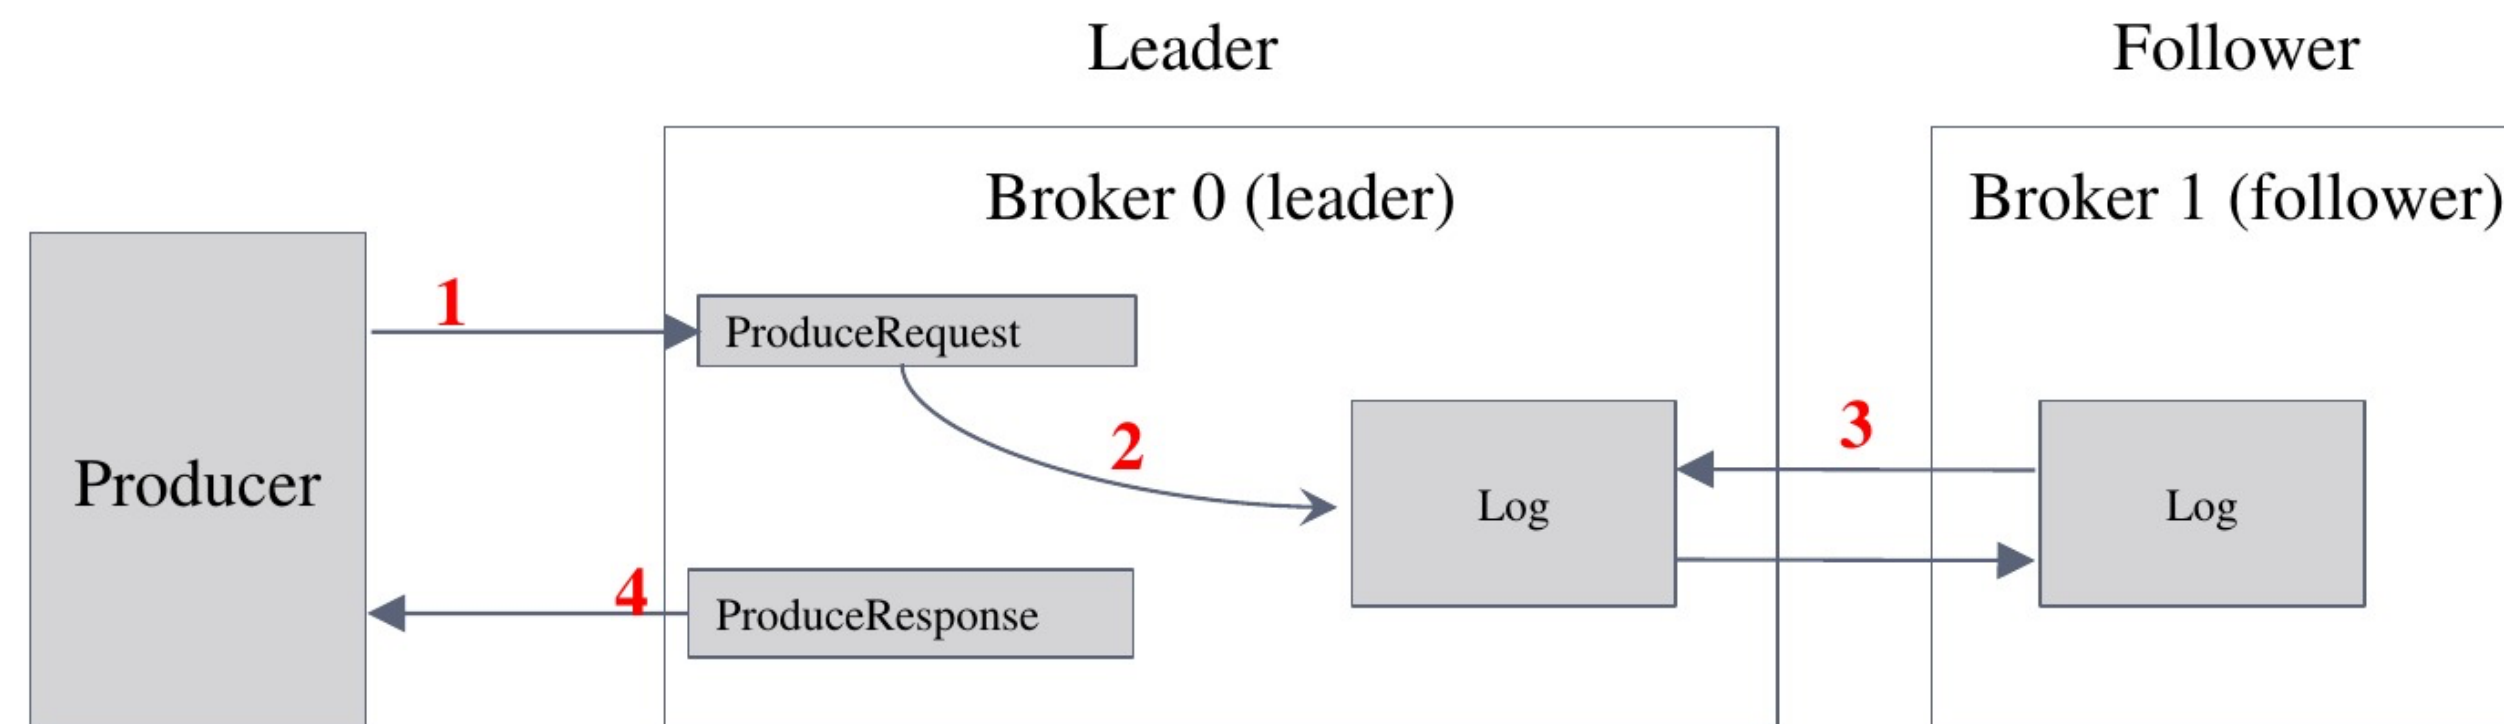 Leader
Follower
Broker 0 (leader)
Broker 1 (follower)
1
ProduceRequest
2
3
Producer
Log
Log
4
ProduceResponse